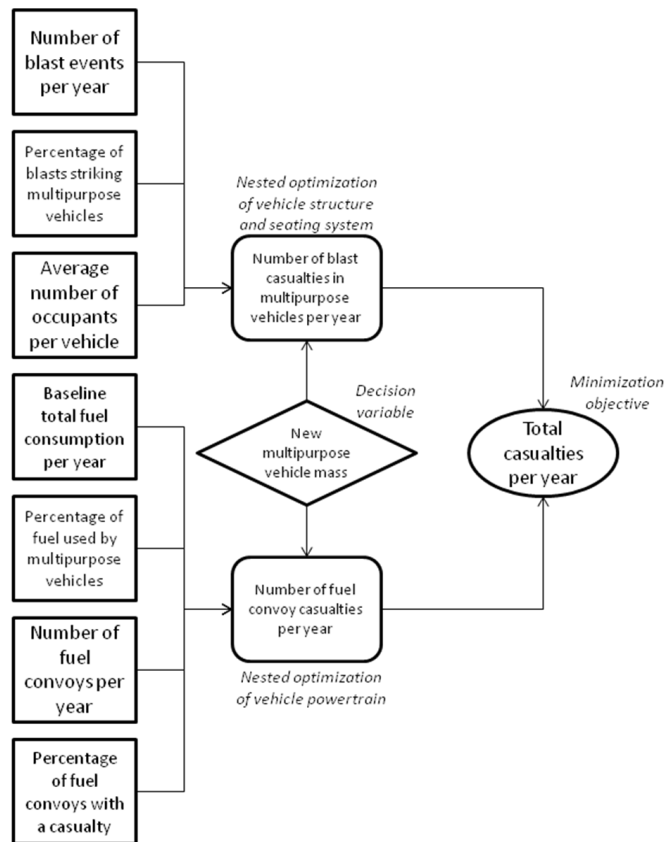 Number of
blast events
per year
Percentage of
blasts striking
multipurpose
vehicles
Average
number of
occupants
per vehicle
Baseline
total fuel
consumption
per year
Percentage of
fuel used by
multipurpose
vehicles
Number of
fuel
convoys per
year
Percentage
of fuel
convoys with
a casualty
Nested optimization
of vehicle structure
and seating system
Number of blast
casualties in
multipurpose
vehicles per year
Decision
variable
New
multipurpose
vehicle mass
Number of fuel
convoy casualties
per year
Nested optimization
of vehicle powertrain
Minimization
objective
Total
casualties
per year